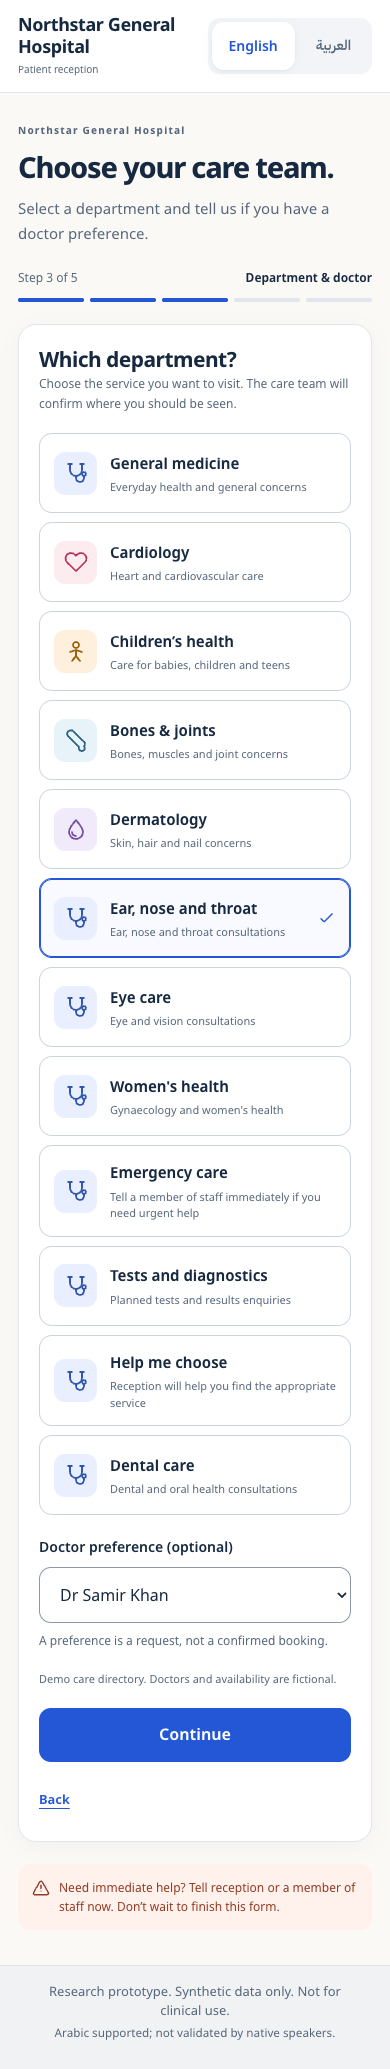 Northstar General
Hospital
Patient reception
English
العربية
Northstar General Hospital
Choose your care team.
Select a department and tell us if you have a
doctor preference.
Step 3 of 5
Department & doctor
Which department?
Choose the service you want to visit. The care team will
confirm where you should be seen.
General medicine
Everyday health and general concerns
Cardiology
Heart and cardiovascular care
Children’s health
Care for babies, children and teens
Bones & joints
Bones, muscles and joint concerns
Dermatology
Skin, hair and nail concerns
Ear, nose and throat
Ear, nose and throat consultations
Eye care
Eye and vision consultations
Women's health
Gynaecology and women's health
Emergency care
Tell a member of staff immediately if you
need urgent help
Tests and diagnostics
Planned tests and results enquiries
Help me choose
Reception will help you find the appropriate
service
Dental care
Dental and oral health consultations
Doctor preference (optional)
Dr Samir Khan
A preference is a request, not a confirmed booking.
Demo care directory. Doctors and availability are fictional.
Continue
Back
Need immediate help? Tell reception or a member of
staff now. Don’t wait to finish this form.
Research prototype. Synthetic data only. Not for
clinical use.
Arabic supported; not validated by native speakers.